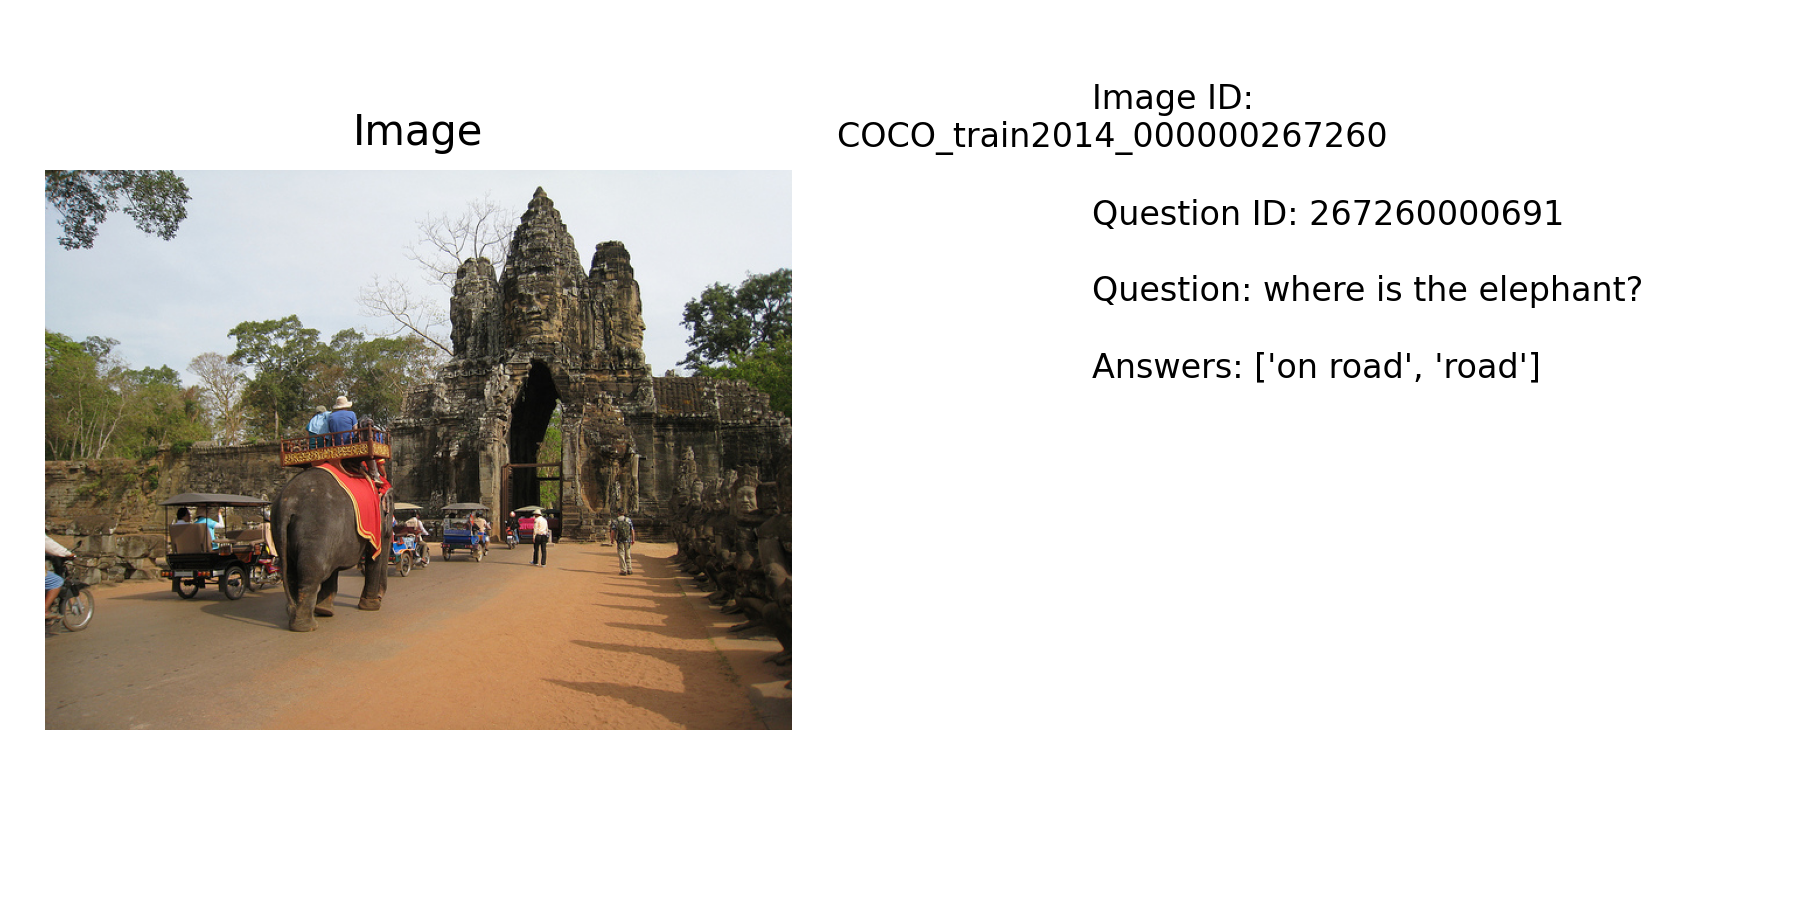 Image
Image ID:
COCO_train2014_000000267260
Question ID: 267260000691
Question: where is the elephant?
Answers: ['on road', 'road']